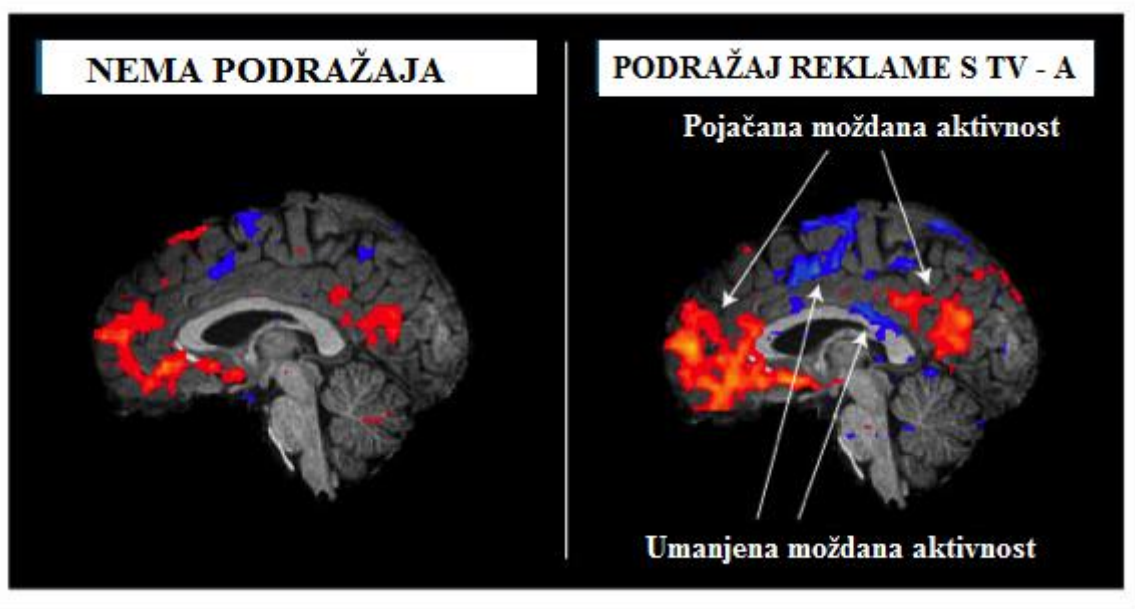 NEMA PODRAŽAJA
PODRAŽAJ REKLAME S TV - A
Pojačana moždana aktivnost
Umanjena moždana aktivnost